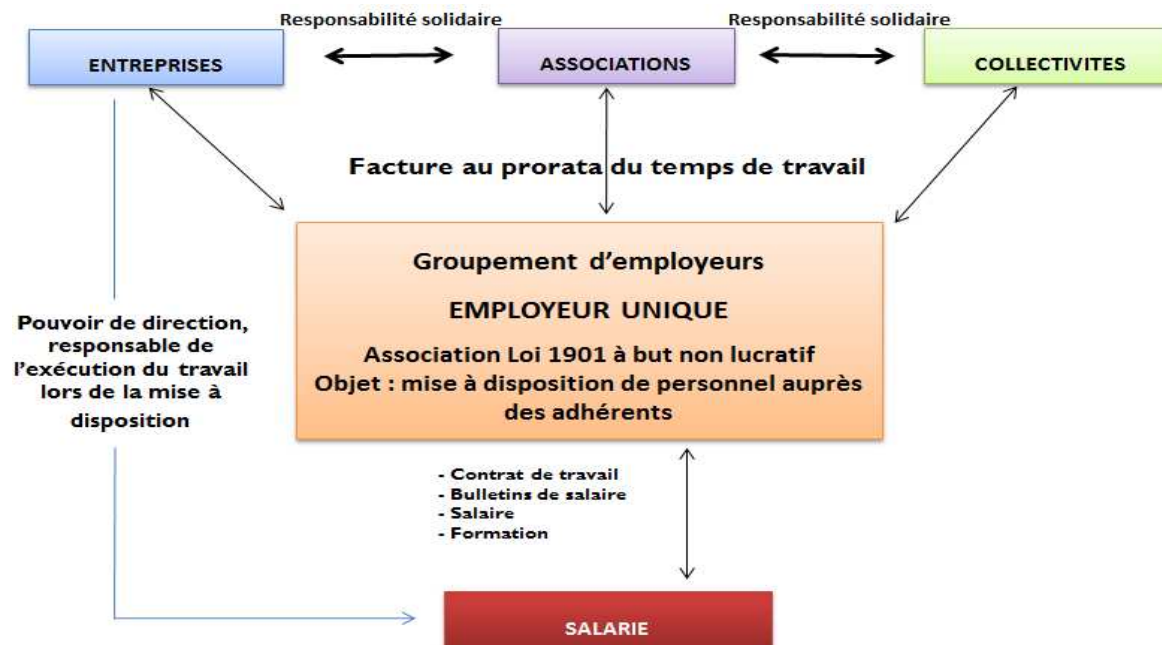 Responsabilité solidaire
Responsabilité solidaire
ENTREPRISES
ASSOCIATIONS
COLLECTIVITES
Facture au prorata du temps de travail
Groupement d’employeurs
EMPLOYEUR UNIQUE
Association Loi 1901 à but non lucratif
Objet : mise à disposition de personnel auprès
des adhérents
Pouvoir de direction,
responsable de
l’exécution du travail
lors de la mise à
disposition
- Contrat de travail
- Bulletins de salaire
- Salaire
- Formation
SALARIE